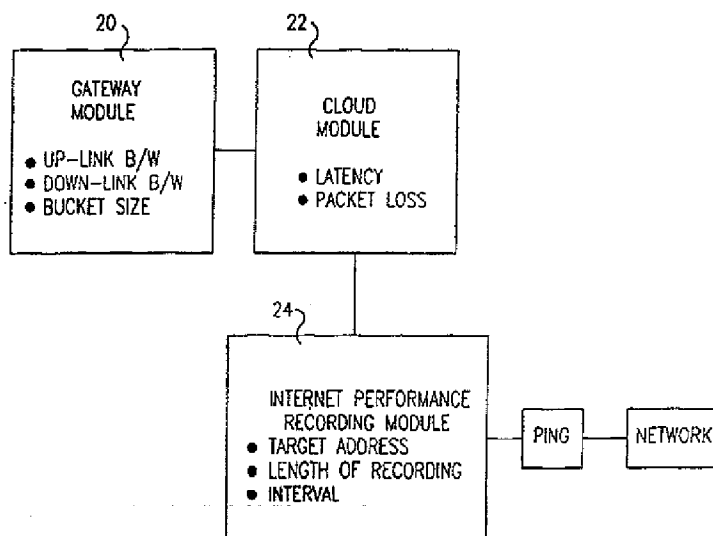 20
GATEWAY
MODULE
● UP-LINK B/W
● DOWN-LINK B/W
● BUCKET SIZE
22
CLOUD
MODULE
● LATENCY
● PACKET LOSS
24
INTERNET PERFORMANCE
RECORDING MODULE
● TARGET ADDRESS
● LENGTH OF RECORDING
● INTERVAL
PING
NETWORK